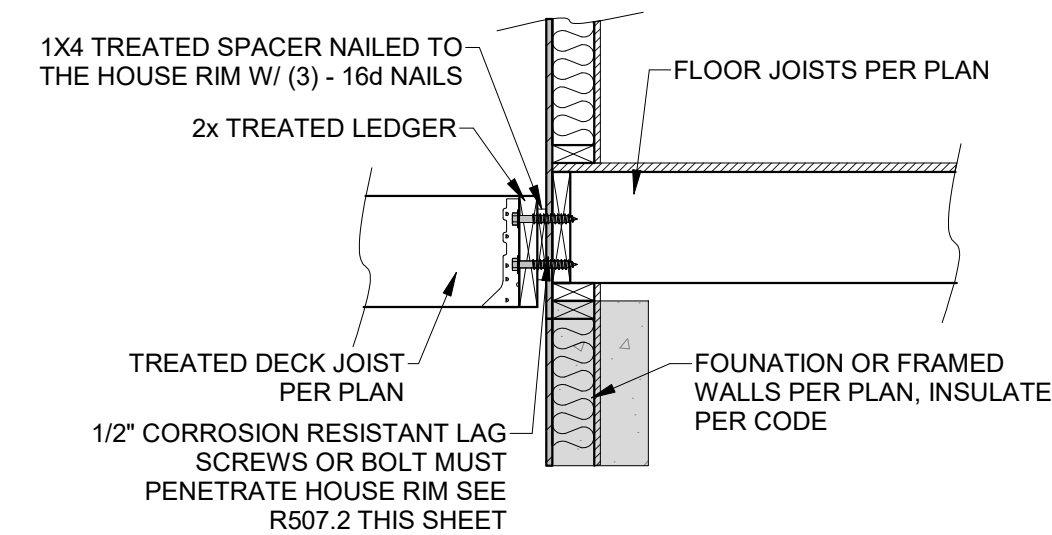 1X4 TREATED SPACER NAILED TO
THE HOUSE RIM W/ (3) - 16d NAILS
2x TREATED LEDGER
FLOOR JOISTS PER PLAN
TREATED DECK JOIST
PER PLAN
1/2" CORROSION RESISTANT LAG
SCREWS OR BOLT MUST
PENETRATE HOUSE RIM SEE
R507.2 THIS SHEET
FOUNATION OR FRAMED
WALLS PER PLAN, INSULATE
PER CODE